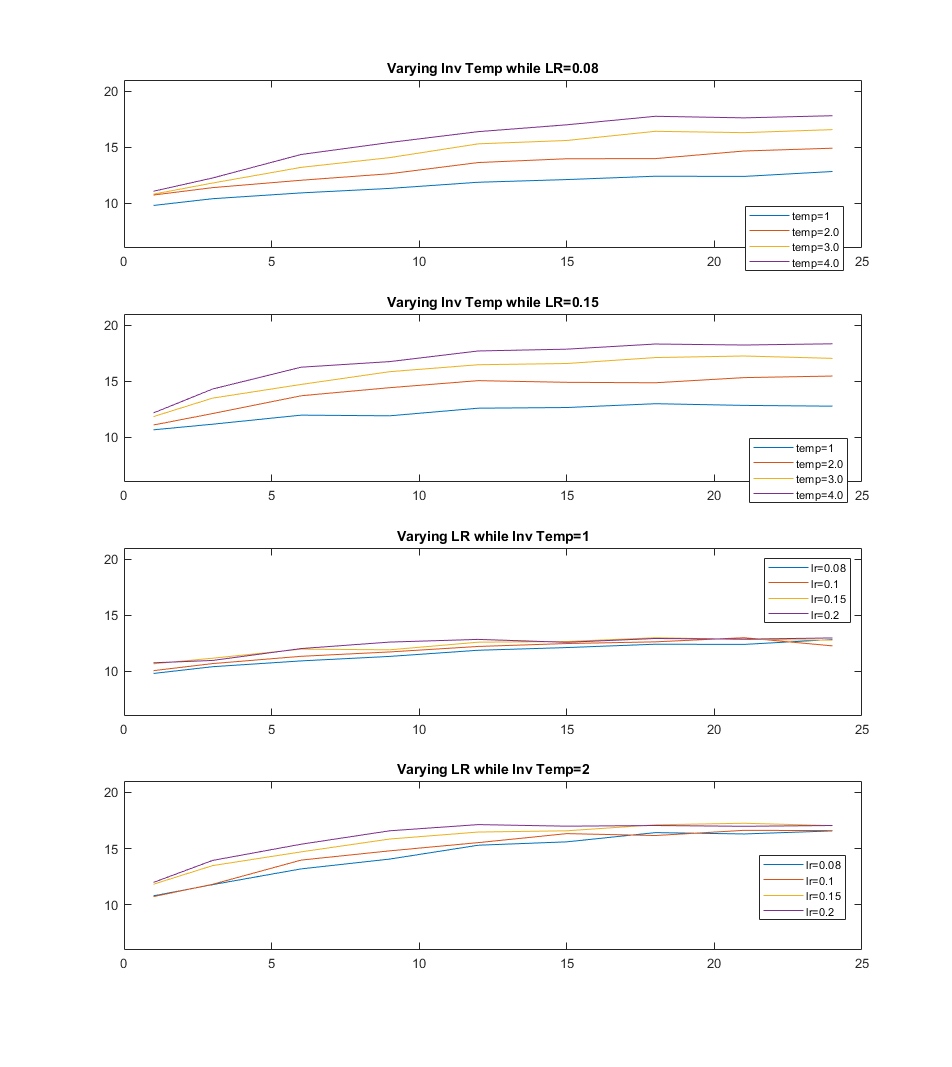 Varying Inv Temp while LR=0.08
20
15
10
0 5 10 15 20 25
temp=1
temp=2.0
temp=3.0
temp=4.0
Varying Inv Temp while LR=0.15
20
15
10
0 5 10 15 20 25
temp=1
temp=2.0
temp=3.0
temp=4.0
Varying LR while Inv Temp=1
20
15
10
0 5 10 15 20 25
lr=0.08
lr=0.1
lr=0.15
lr=0.2
Varying LR while Inv Temp=2
20
15
10
0 5 10 15 20 25
lr=0.08
lr=0.1
lr=0.15
lr=0.2